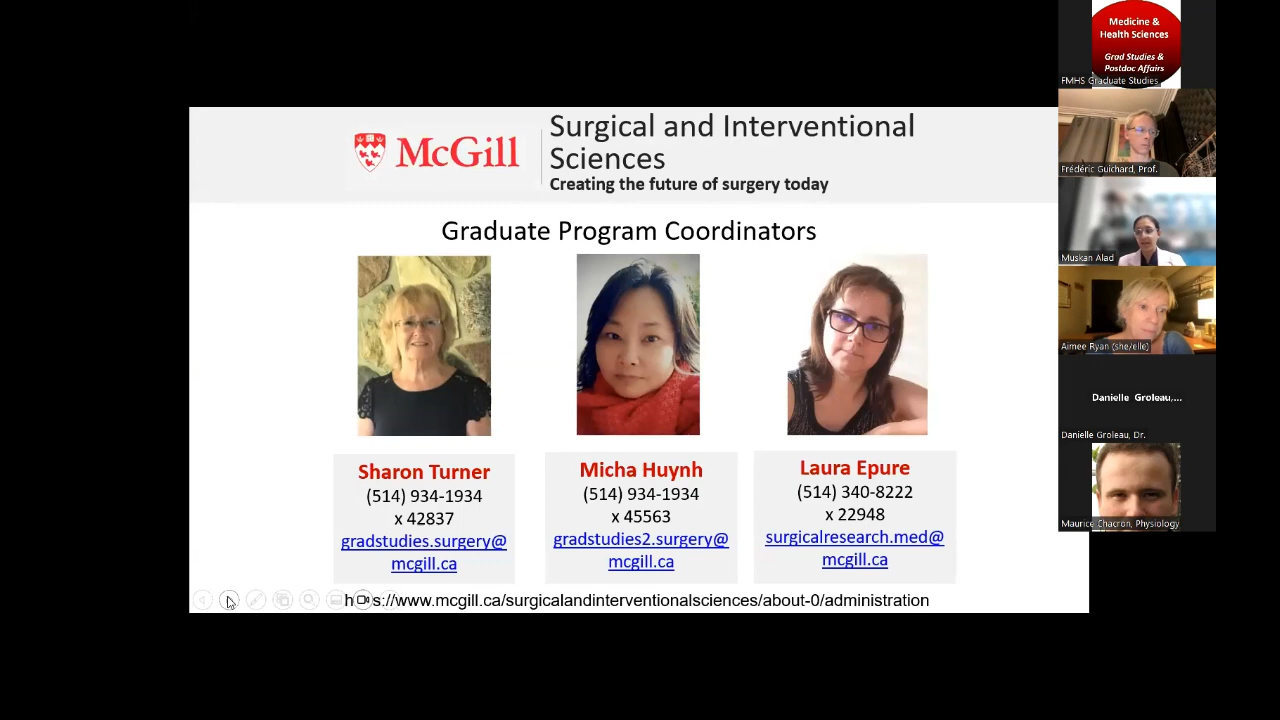 McGill
Surgical and Interventional
Sciences
Creating the future of surgery today
Graduate Program Coordinators
Sharon Turner
(514) 934-1934
x 42837
gradstudies.surgery@
mcgill.ca
Micha Huynh
(514) 934-1934
x 45563
gradstudies2.surgery@
mcgill.ca
Laura Epure
(514) 340-8222
x 22948
surgicalresearch.med@
mcgill.ca
s://www.mcgill.ca/surgicalandinterventionalsciences/about-0/administration
Medicine &
Health Sciences
Grad Studies &
Postdoc Affairs
FMHS Graduate Studies
Frédéric Guichard, Prof.
Muskan Alad
Aimee Ryan (she/elle)
Danielle Groleau,...
Danielle Groleau, Dr.
Maurice Chacron, Physiology